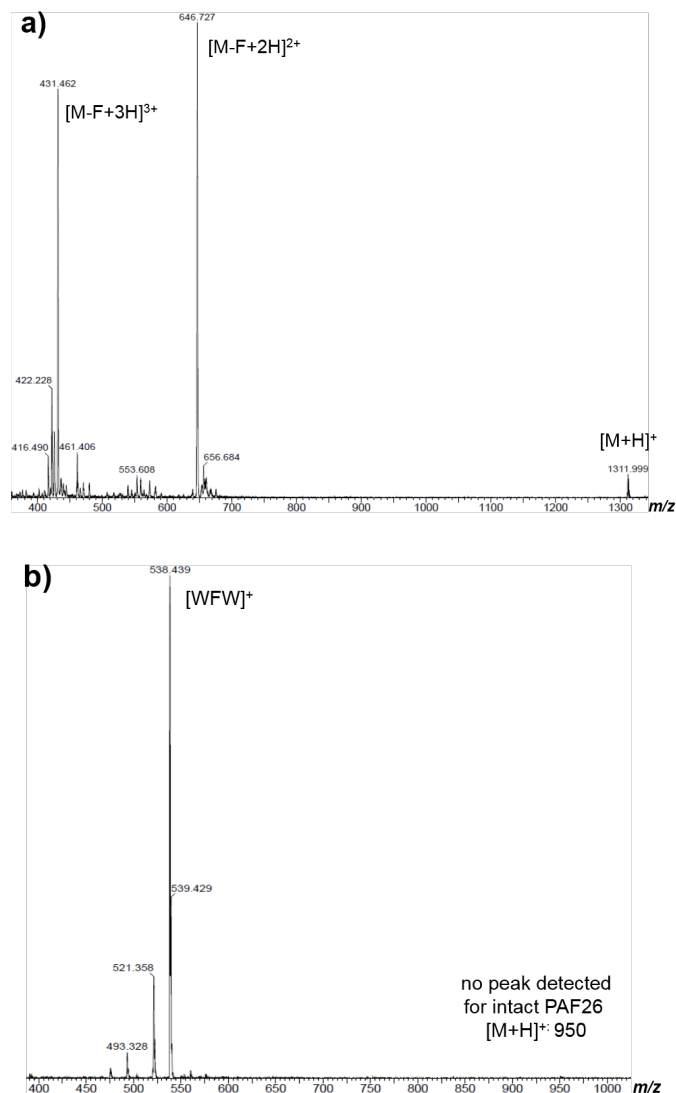 a)
646.727
[M-F+2H]2+
431.462
[M-F+3H]3+
422.228
416.490
461.406
553.608
656.684
[M+H]+
1311.999
400 500 600 700 800 900 1000 1100 1200 1300 m/z
b)
538.439
[WFW]+
539.429
521.358
493.328
no peak detected
for intact PAF26
[M+H]+: 950
400 450 500 550 600 650 700 750 800 850 900 950 1000 m/z